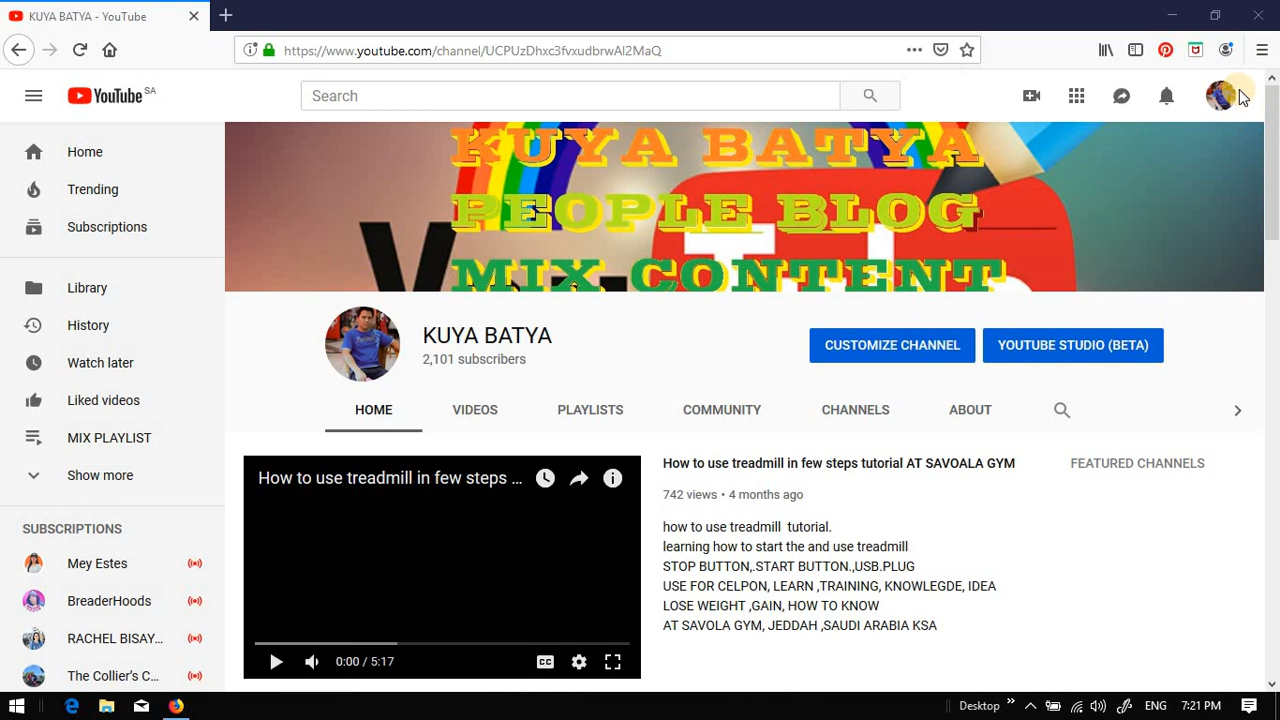 KUYA BATYA - YouTube
https://www.youtube.com/channel/UCPUzDhxc3fvxudbrwAl2MaQ
YouTube SA
Search
Home
Trending
Subscriptions
Library
History
Watch later
Liked videos
MIX PLAYLIST
Show more
SUBSCRIPTIONS
Mey Estes
BreaderHoods
RACHEL BISAY...
The Collier's C...
KUYA BATYA
PEOPLE BLOG
MIX CONTENT
KUYA BATYA
2,101 subscribers
CUSTOMIZE CHANNEL
YOUTUBE STUDIO (BETA)
HOME VIDEOS PLAYLISTS COMMUNITY CHANNELS ABOUT
How to use treadmill in few steps ...
0:00 / 5:17
CC
How to use treadmill in few steps tutorial AT SAVOALA GYM
742 views • 4 months ago
how to use treadmill tutorial.
learning how to start the and use treadmill
STOP BUTTON,.START BUTTON.,USB.PLUG
USE FOR CELPON, LEARN ,TRAINING, KNOWLEGDE, IDEA
LOSE WEIGHT ,GAIN, HOW TO KNOW
AT SAVOLA GYM, JEDDAH ,SAUDI ARABIA KSA
FEATURED CHANNELS
Desktop
ENG
7:21 PM